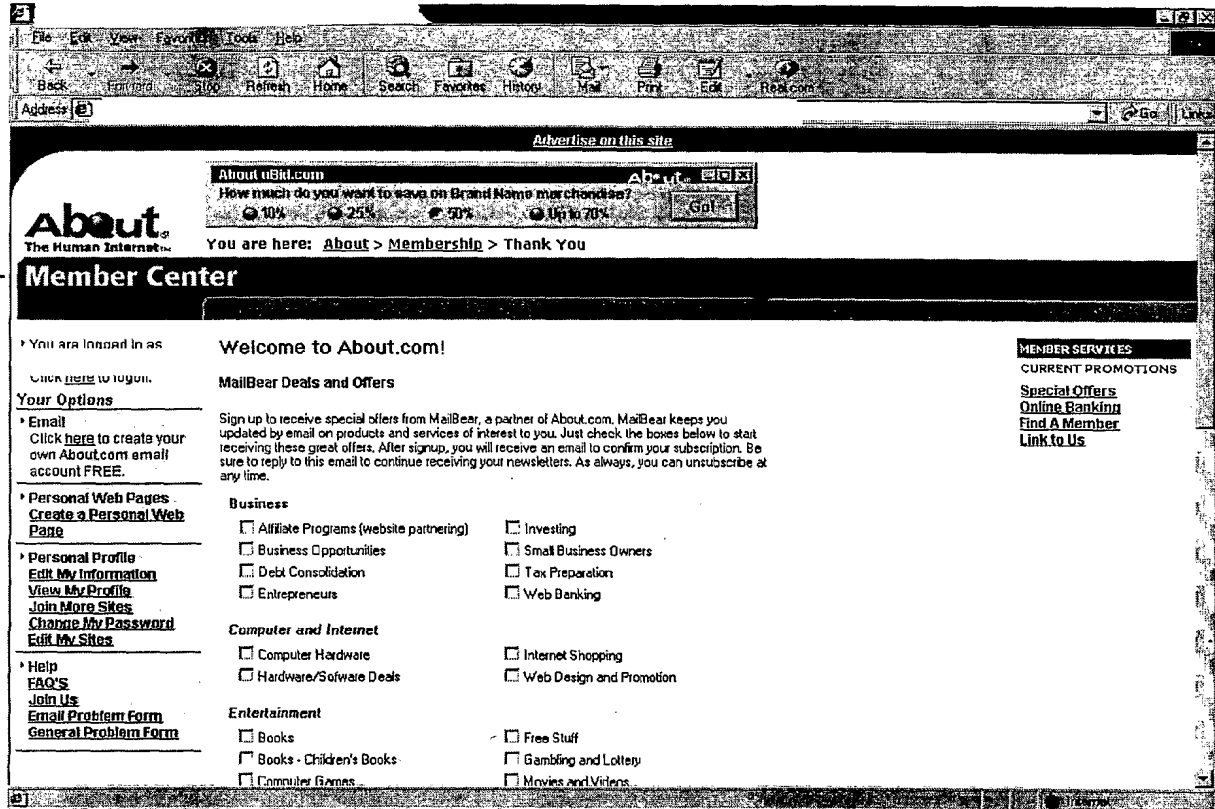 File Edit View Favorites Tools Help
Back Forward Stop Refresh Home Search Favorites History Mail Print Edit Real.com
Address Go Links
Advertise on this site
About uBid.com About
How much do you want to save on Brand Name merchandise?
10% 25% 50% Up to 70% Go!
About
The Human Internet
You are here: About > Membership > Thank You
Member Center
You are logged in as
Click here to logoff.
Your Options
Email
Click here to create your
own About.com email
account FREE.
Personal Web Pages
Create a Personal Web
Page
Personal Profile
Edit My Information
View My Profile
Join More Sites
Change My Password
Edit My Sites
Help
FAQ'S
Join Us
Email Problem Form
General Problem Form
Welcome to About.com!
MailBear Deals and Offers
Sign up to receive special offers from MailBear, a partner of About.com. MailBear keeps you
updated by email on products and services of interest to you. Just check the boxes below to start
receiving these great offers. After signup, you will receive an email to confirm your subscription. Be
sure to reply to this email to continue receiving your newsletters. As always, you can unsubscribe at
any time.
Business
Affiliate Programs (website partnering) Investing
Business Opportunities Small Business Owners
Debt Consolidation Tax Preparation
Entrepreneurs Web Banking
Computer and Internet
Computer Hardware Internet Shopping
Hardware/Sofware Deals Web Design and Promotion
Entertainment
Books Free Stuff
Books - Children's Books Gambling and Lottery
Computer Games Movies and Videos
MEMBER SERVICES
CURRENT PROMOTIONS
Special Offers
Online Banking
Find A Member
Link to Us